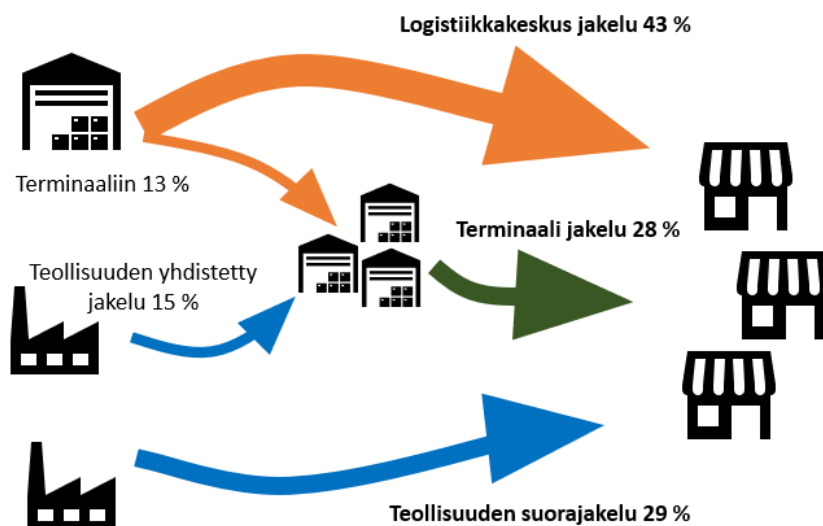 Logistiikkakeskus jakelu 43 %
Terminaaliin 13 %
Terminaali jakelu 28 %
Teollisuuden yhdistetty
jakelu 15 %
Teollisuuden suorajakelu 29 %